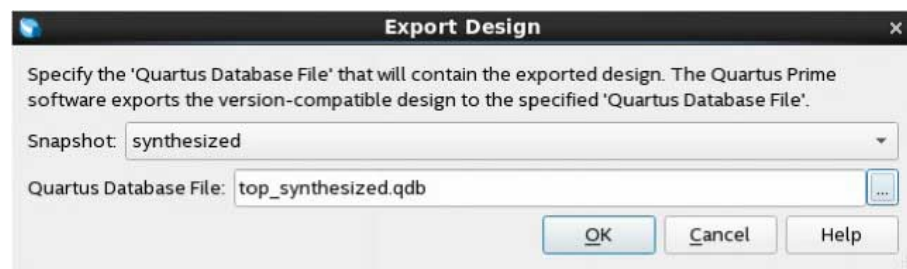 Export Design
Specify the 'Quartus Database File' that will contain the exported design. The Quartus Prime
software exports the version-compatible design to the specified 'Quartus Database File'.
Snapshot: synthesized
Quartus Database File: top_synthesized.qdb ...
OK Cancel Help